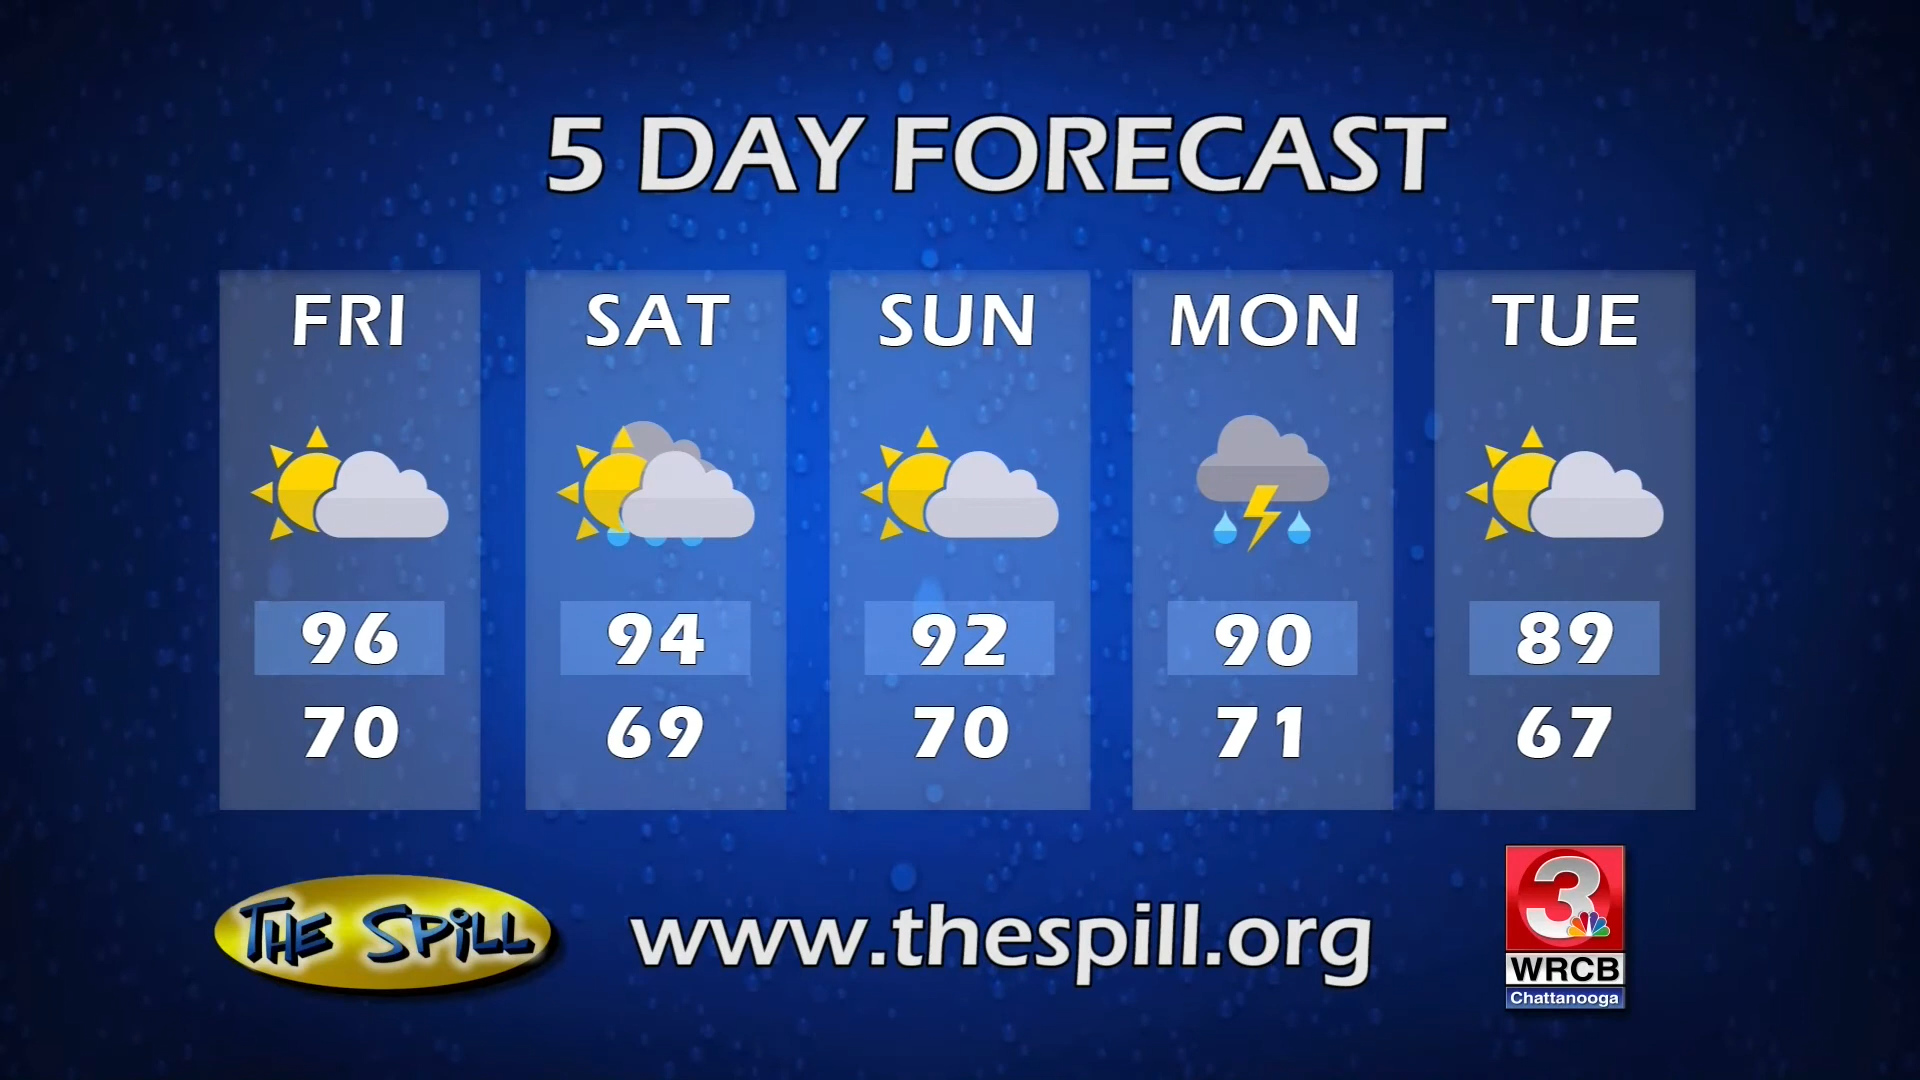 5 DAY FORECAST
FRI SAT SUN MON TUE
96 94 92 90 89
70 69 70 71 67
THE SPiLL
www.thespill.org
3
WRCB
Chattanooga